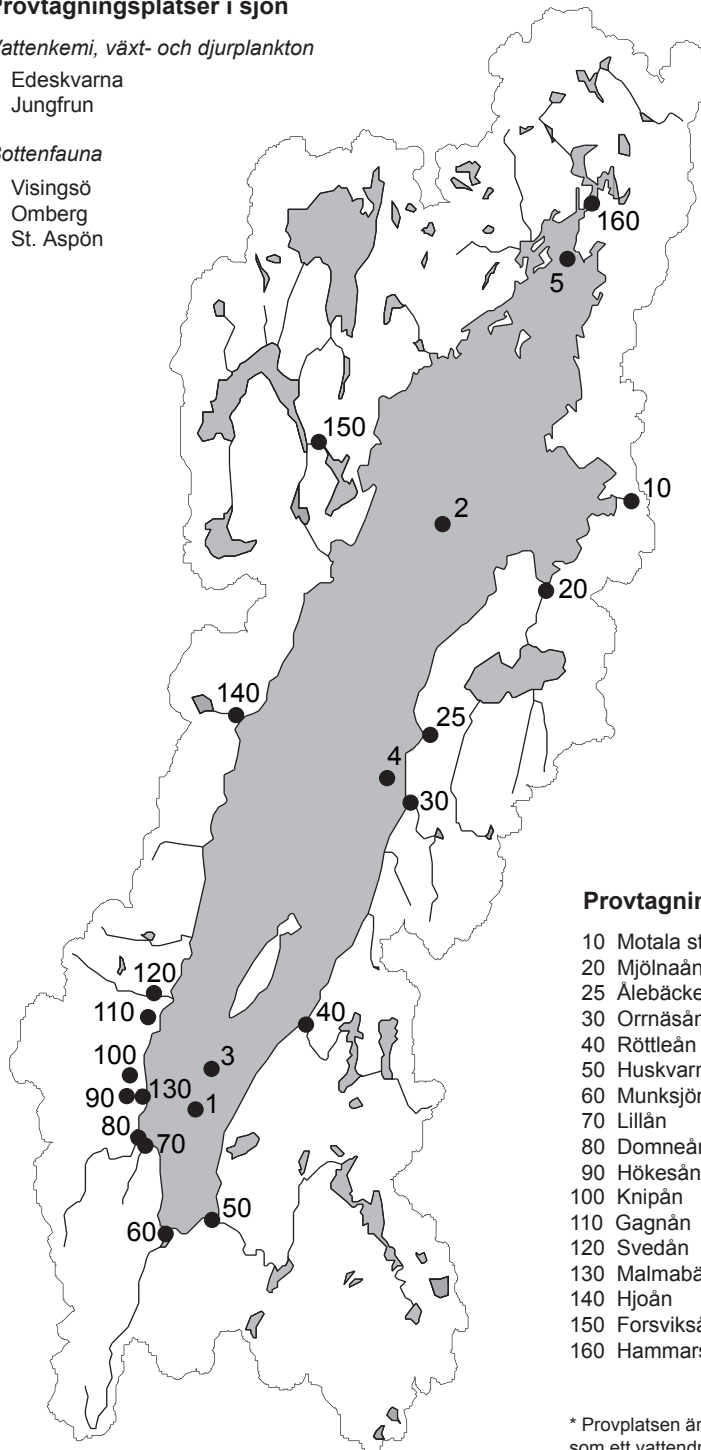 Provtagningsplatser i sjön
Vattenkemi, växt- och djurplankton
Edeskvarna
Jungfrun
Bottenfauna
Visingsö
Omberg
St. Aspön
160
5
150
2
10
20
140
25
4
30
120
110
40
100
3
90
130
1
80
70
50
60
10 Motala st
20 Mjölnaån
25 Ålebäcke
30 Orrnäsån
40 Röttleån
50 Huskvarn
60 Munksjön
70 Lillån
80 Domneån
90 Hökesån
100 Knipån
110 Gagnån
120 Svedån
130 Malmabä
140 Hjoån
150 Forsvikså
160 Hammars
* Provplatsen är
som ett vattendr